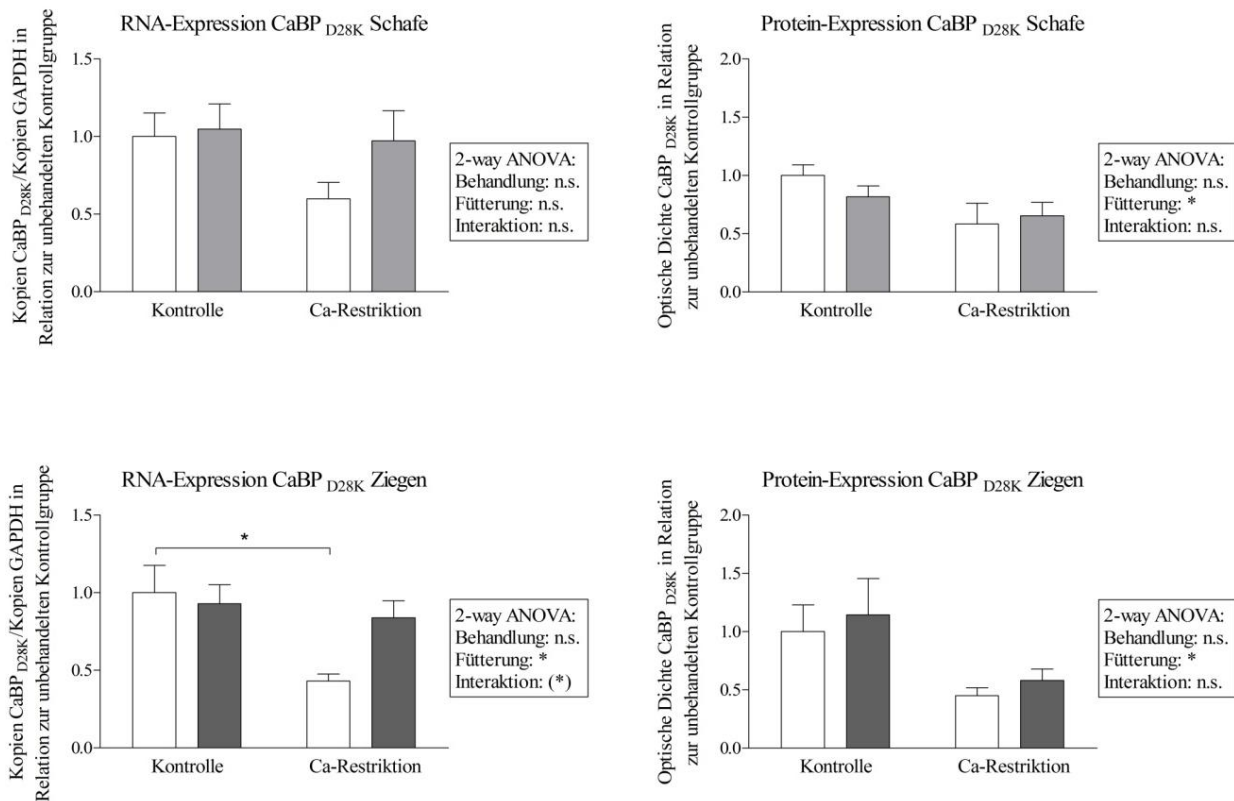 RNA-Expression CaBP D28K Schafe
Kopien CaBP D28K/Kopien GAPDH in
Relation zur unbehandelten Kontrollgruppe
1.5
1.0
0.5
0.0
Kontrolle
Ca-Restriktion
2-way ANOVA:
Behandlung: n.s.
Fütterung: n.s.
Interaktion: n.s.
Protein-Expression CaBP D28K Schafe
Optische Dichte CaBP D28K in Relation
zur unbehandelten Kontrollgruppe
2.0
1.5
1.0
0.5
0.0
Kontrolle
Ca-Restriktion
2-way ANOVA:
Behandlung: n.s.
Fütterung: *
Interaktion: n.s.
RNA-Expression CaBP D28K Ziegen
Kopien CaBP D28K/Kopien GAPDH in
Relation zur unbehandelten Kontrollgruppe
1.5
1.0
0.5
0.0
*
Kontrolle
Ca-Restriktion
2-way ANOVA:
Behandlung: n.s.
Fütterung: *
Interaktion: (*)
Protein-Expression CaBP D28K Ziegen
Optische Dichte CaBP D28K in Relation
zur unbehandelten Kontrollgruppe
2.0
1.5
1.0
0.5
0.0
Kontrolle
Ca-Restriktion
2-way ANOVA:
Behandlung: n.s.
Fütterung: *
Interaktion: n.s.